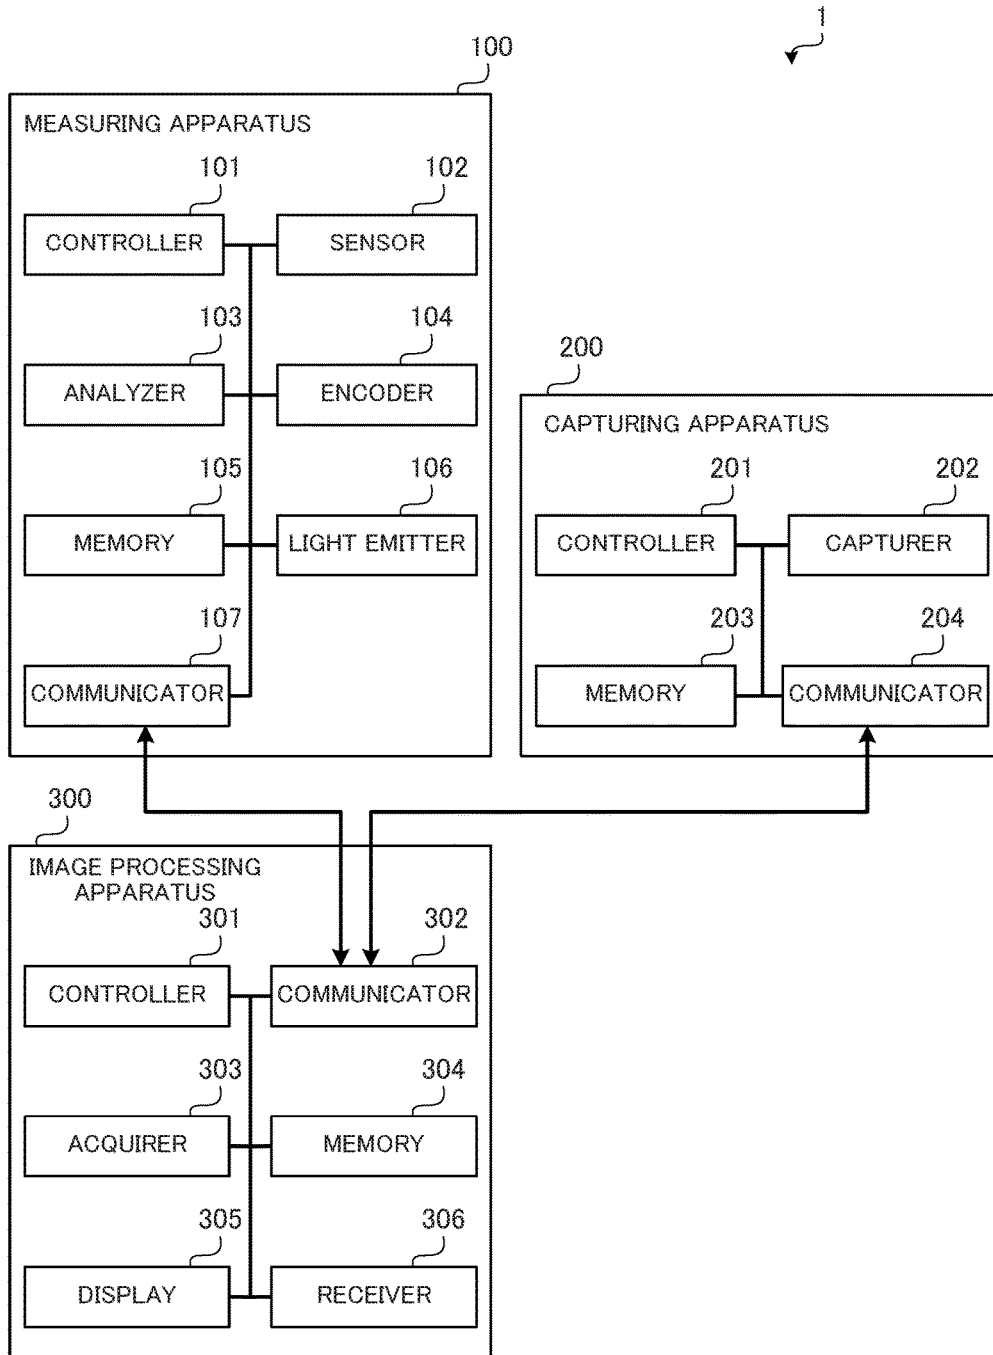 1
100
MEASURING APPARATUS
101
102
CONTROLLER
SENSOR
103
104
ANALYZER
ENCODER
105
106
MEMORY
LIGHT EMITTER
107
COMMUNICATOR
200
CAPTURING APPARATUS
201
202
CONTROLLER
CAPTURER
203
204
MEMORY
COMMUNICATOR
300
IMAGE PROCESSING
APPARATUS
301
302
CONTROLLER
COMMUNICATOR
303
304
ACQUIRER
MEMORY
305
306
DISPLAY
RECEIVER